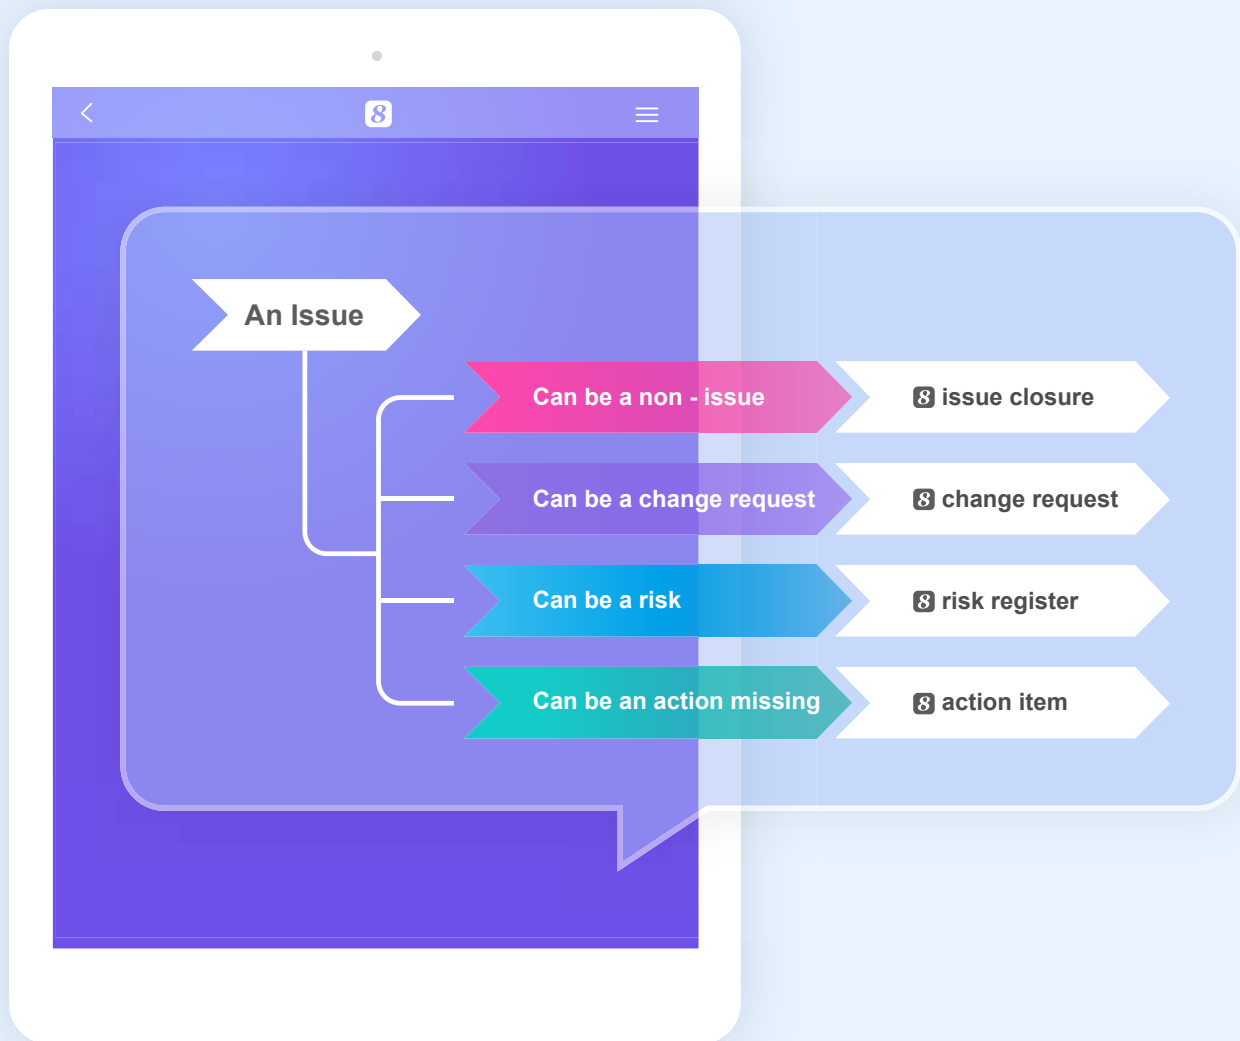 8
An Issue
Can be a non - issue
8 issue closure
Can be a change request
8 change request
Can be a risk
8 risk register
Can be an action missing
8 action item